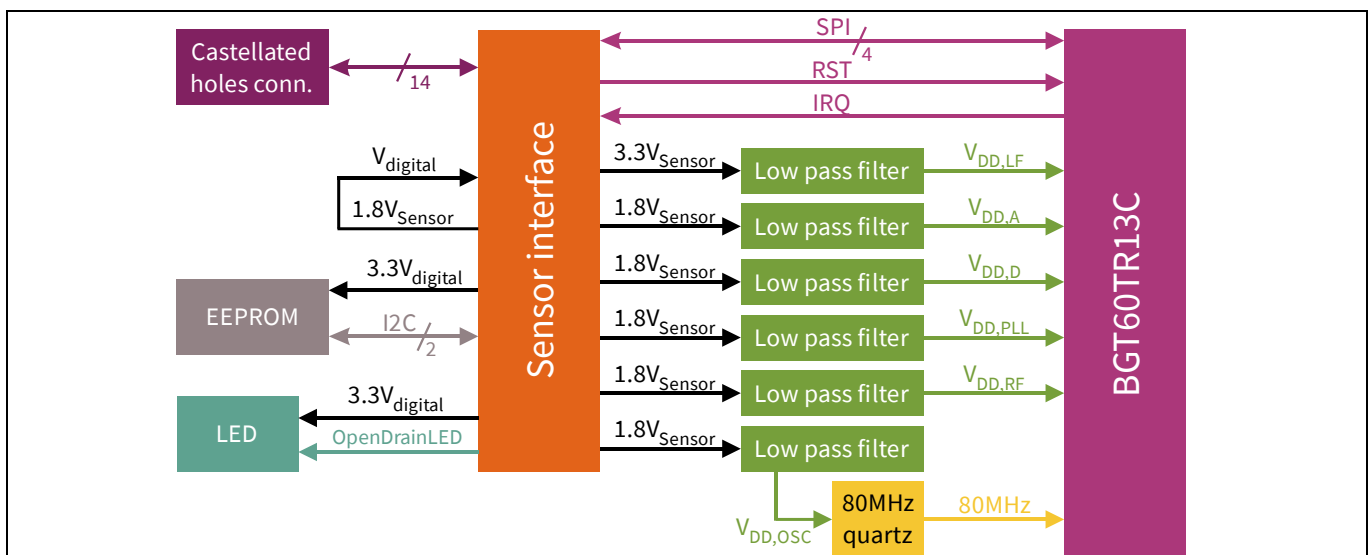 Castellated
holes conn.
14
SPI
4
RST
IRQ
Sensor interface
BGT60TR13C
Vdigital
1.8VSensor
3.3VSensor
Low pass filter
VDD,LF
1.8VSensor
Low pass filter
VDD,A
3.3Vdigital
EEPROM
I2C
2
1.8VSensor
Low pass filter
VDD,D
1.8VSensor
Low pass filter
VDD,PLL
3.3Vdigital
LED
OpenDrainLED
1.8VSensor
Low pass filter
VDD,RF
1.8VSensor
Low pass filter
VDD,OSC
80MHz
quartz
80MHz